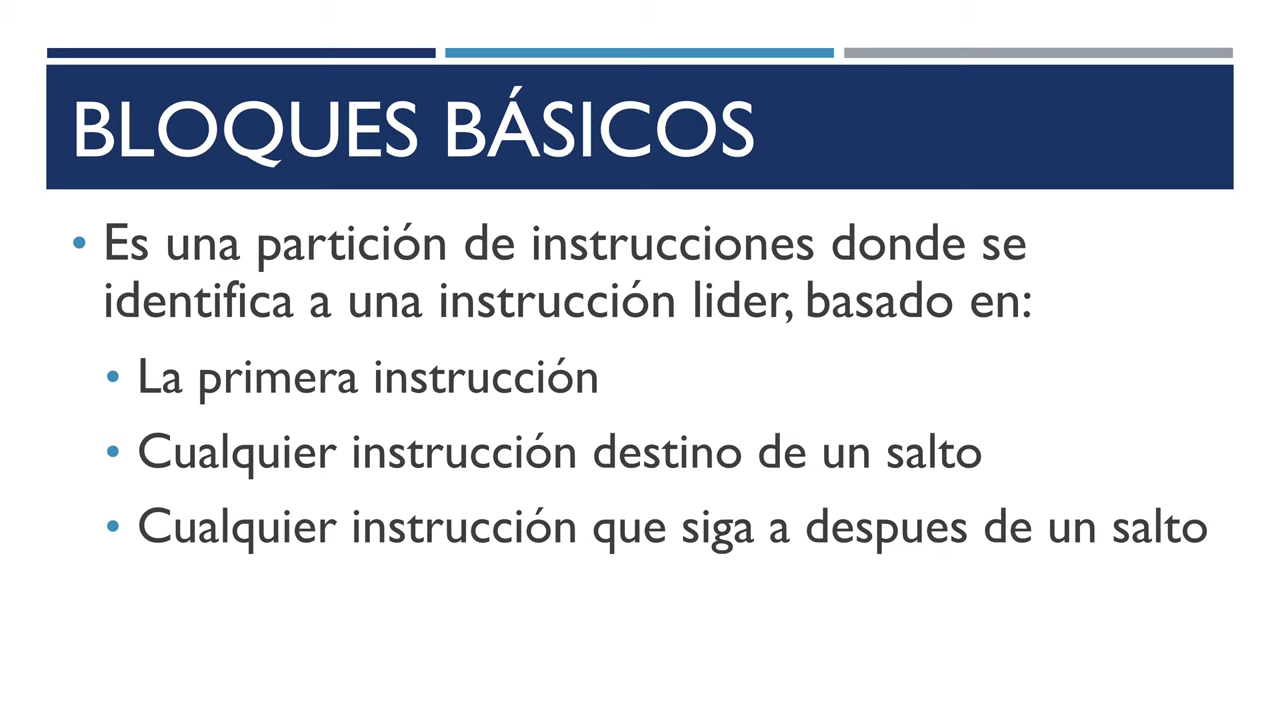 BLOQUES BÁSICOS
• Es una partición de instrucciones donde se
identifica a una instrucción lider, basado en:
• La primera instrucción
• Cualquier instrucción destino de un salto
• Cualquier instrucción que siga a despues de un salto